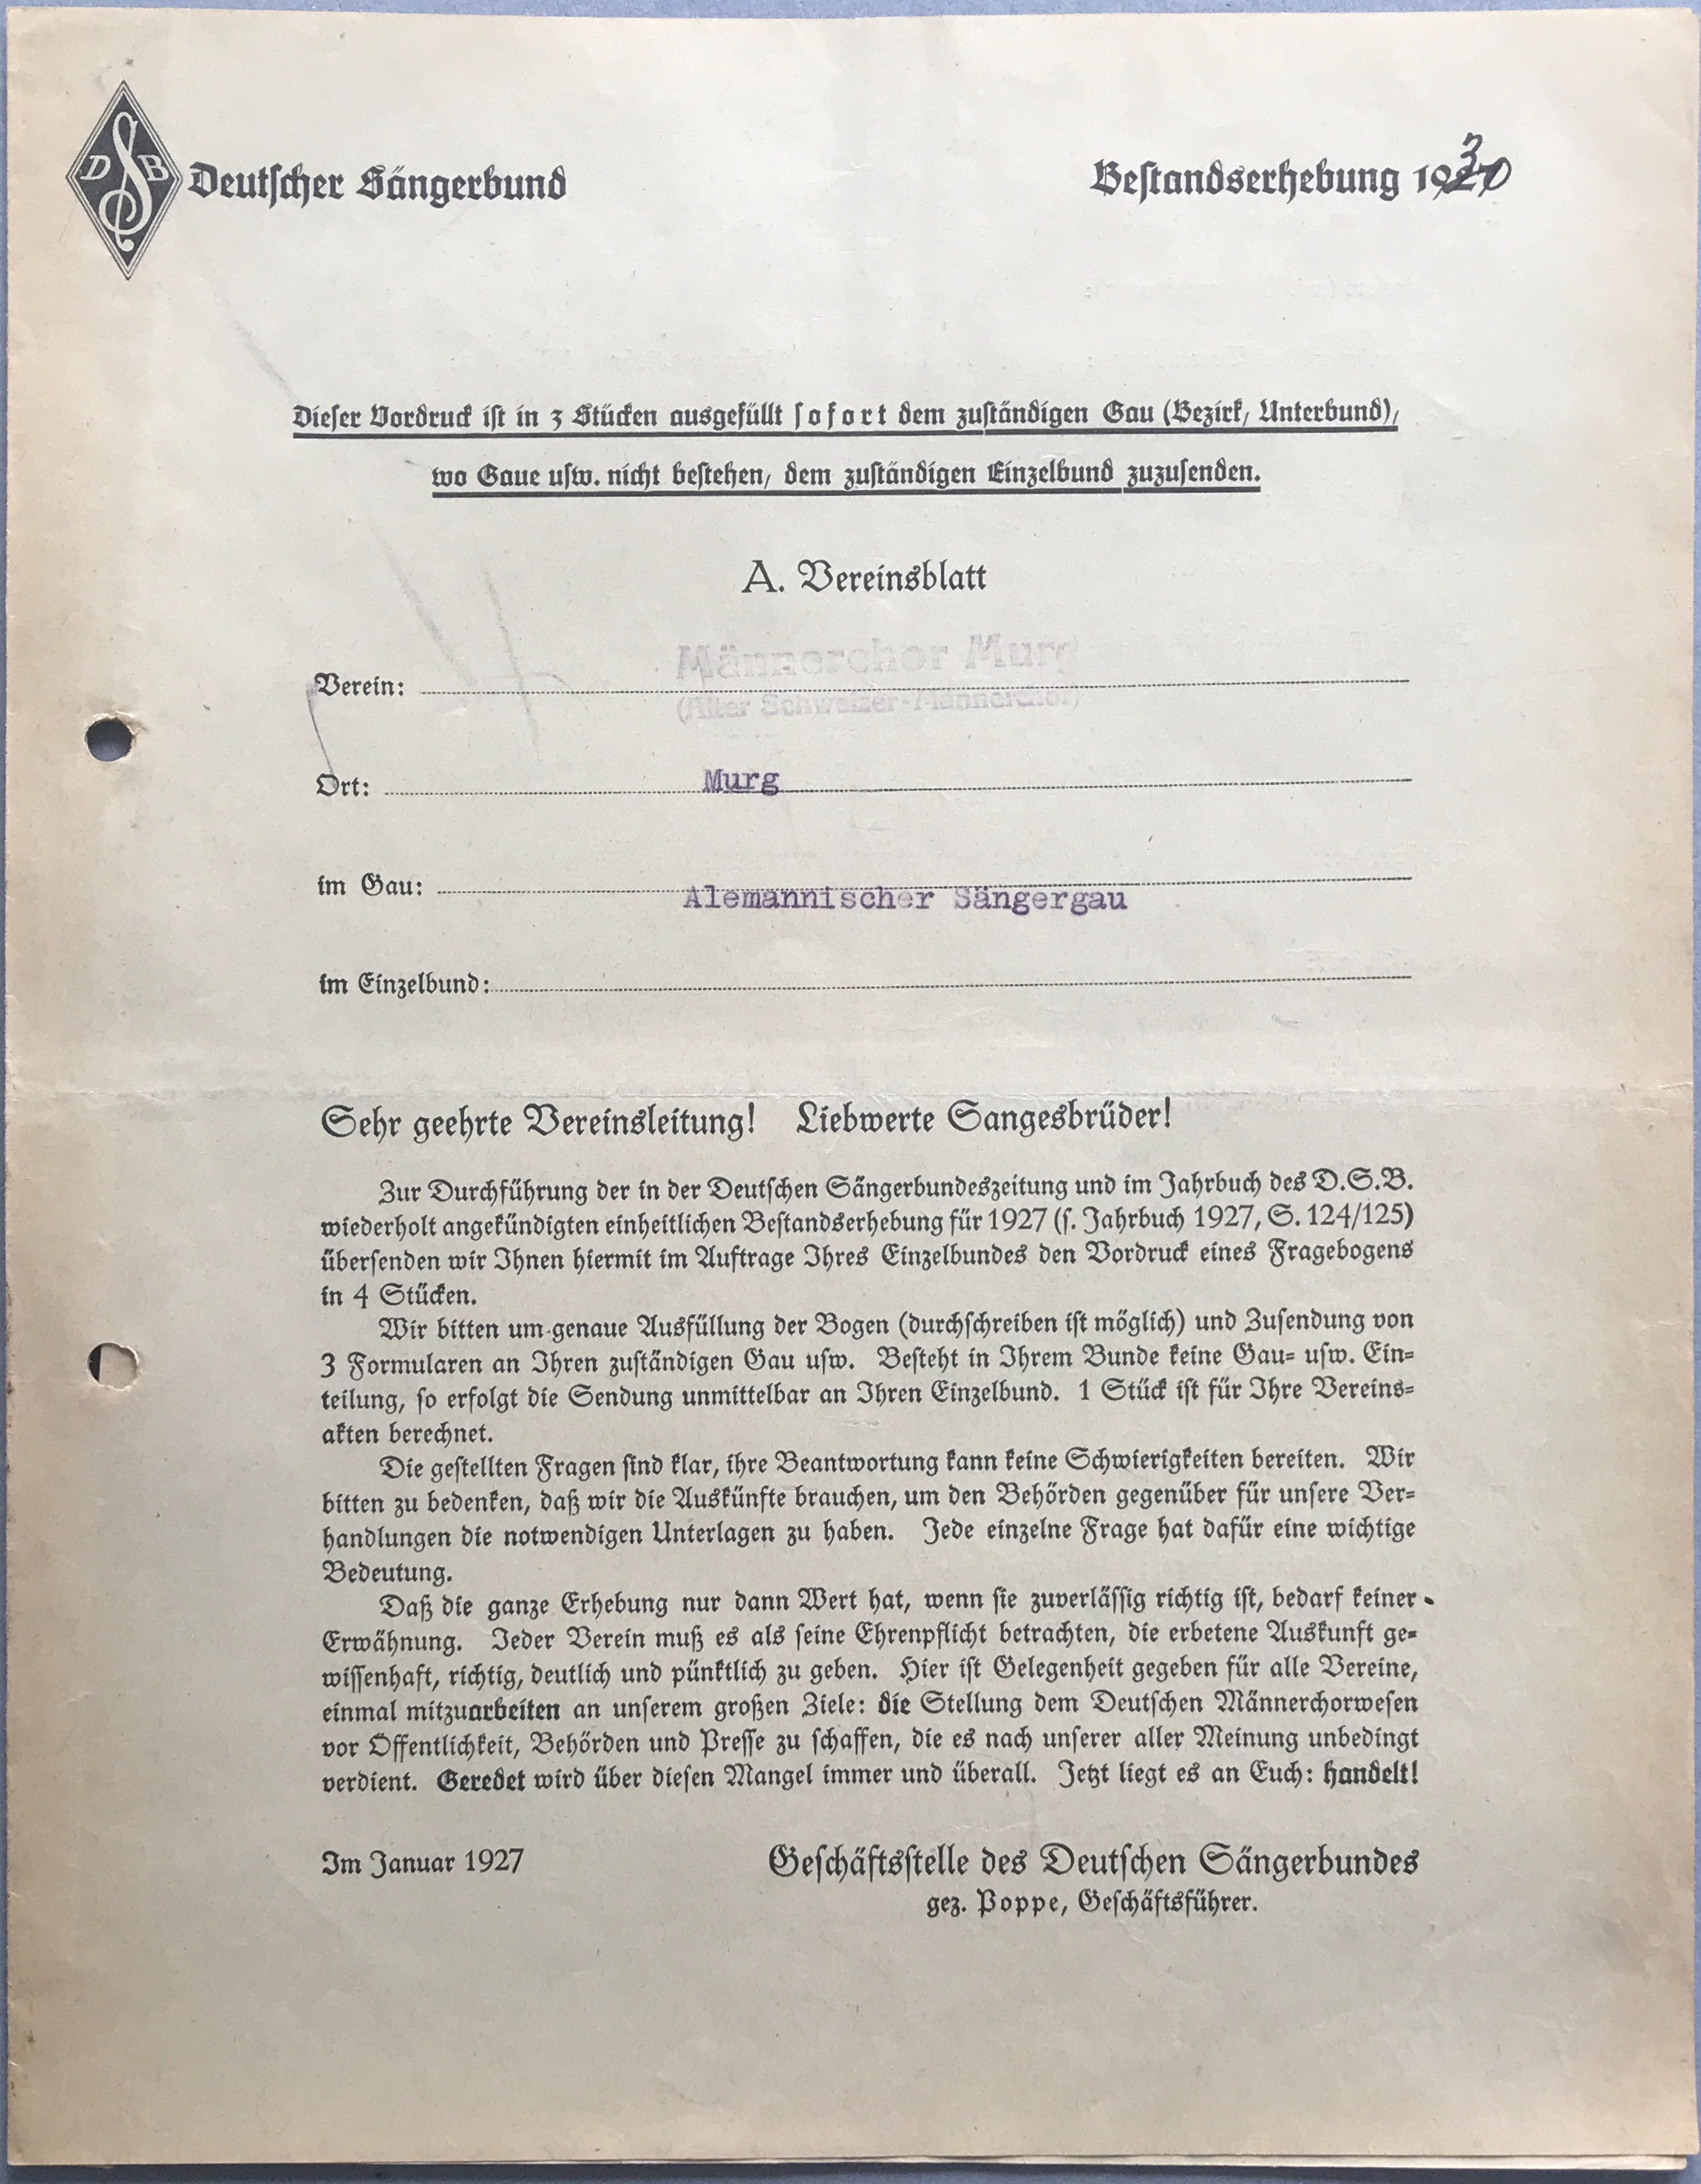 DSB Deutscher Sängerbund
Bestandserhebung 1930
Dieser Vordruck ist in 3 Stücken ausgefüllt sofort dem zuständigen Gau (Bezirk, Unterbund),
wo Gaue usw. nicht bestehen, dem zuständigen Einzelbund zuzusenden.
A. Vereinsblatt
Männerchor Murg
Verein:
(Alter Schweizer-Männerchor)
Ort: Murg
im Gau: Alemannischer Sängergau
im Einzelbund:
Sehr geehrte Vereinsleitung! Liebwerte Sangesbrüder!
Zur Durchführung der in der Deutschen Sängerbundeszeitung und im Jahrbuch des D.S.B.
wiederholt angekündigten einheitlichen Bestandserhebung für 1927 (s. Jahrbuch 1927, S. 124/125)
übersenden wir Ihnen hiermit im Auftrage Ihres Einzelbundes den Vordruck eines Fragebogens
in 4 Stücken.
Wir bitten um genaue Ausfüllung der Bogen (durchschreiben ist möglich) und Zusendung von
3 Formularen an Ihren zuständigen Gau usw. Besteht in Ihrem Bunde keine Gau- usw. Ein-
teilung, so erfolgt die Sendung unmittelbar an Ihren Einzelbund. 1 Stück ist für Ihre Vereins-
akten berechnet.
Die gestellten Fragen sind klar, ihre Beantwortung kann keine Schwierigkeiten bereiten. Wir
bitten zu bedenken, daß wir die Auskünfte brauchen, um den Behörden gegenüber für unsere Ver-
handlungen die notwendigen Unterlagen zu haben. Jede einzelne Frage hat dafür eine wichtige
Bedeutung.
Daß die ganze Erhebung nur dann Wert hat, wenn sie zuverlässig richtig ist, bedarf keiner
Erwähnung. Jeder Verein muß es als seine Ehrenpflicht betrachten, die erbetene Auskunft ge-
wissenhaft, richtig, deutlich und pünktlich zu geben. Hier ist Gelegenheit gegeben für alle Vereine,
einmal mitzuarbeiten an unserem großen Ziele: die Stellung dem Deutschen Männerchorwesen
vor Öffentlichkeit, Behörden und Presse zu schaffen, die es nach unserer aller Meinung unbedingt
verdient. Geredet wird über diesen Mangel immer und überall. Jetzt liegt es an Euch: handelt!
Im Januar 1927
Geschäftsstelle des Deutschen Sängerbundes
gez. Poppe, Geschäftsführer.